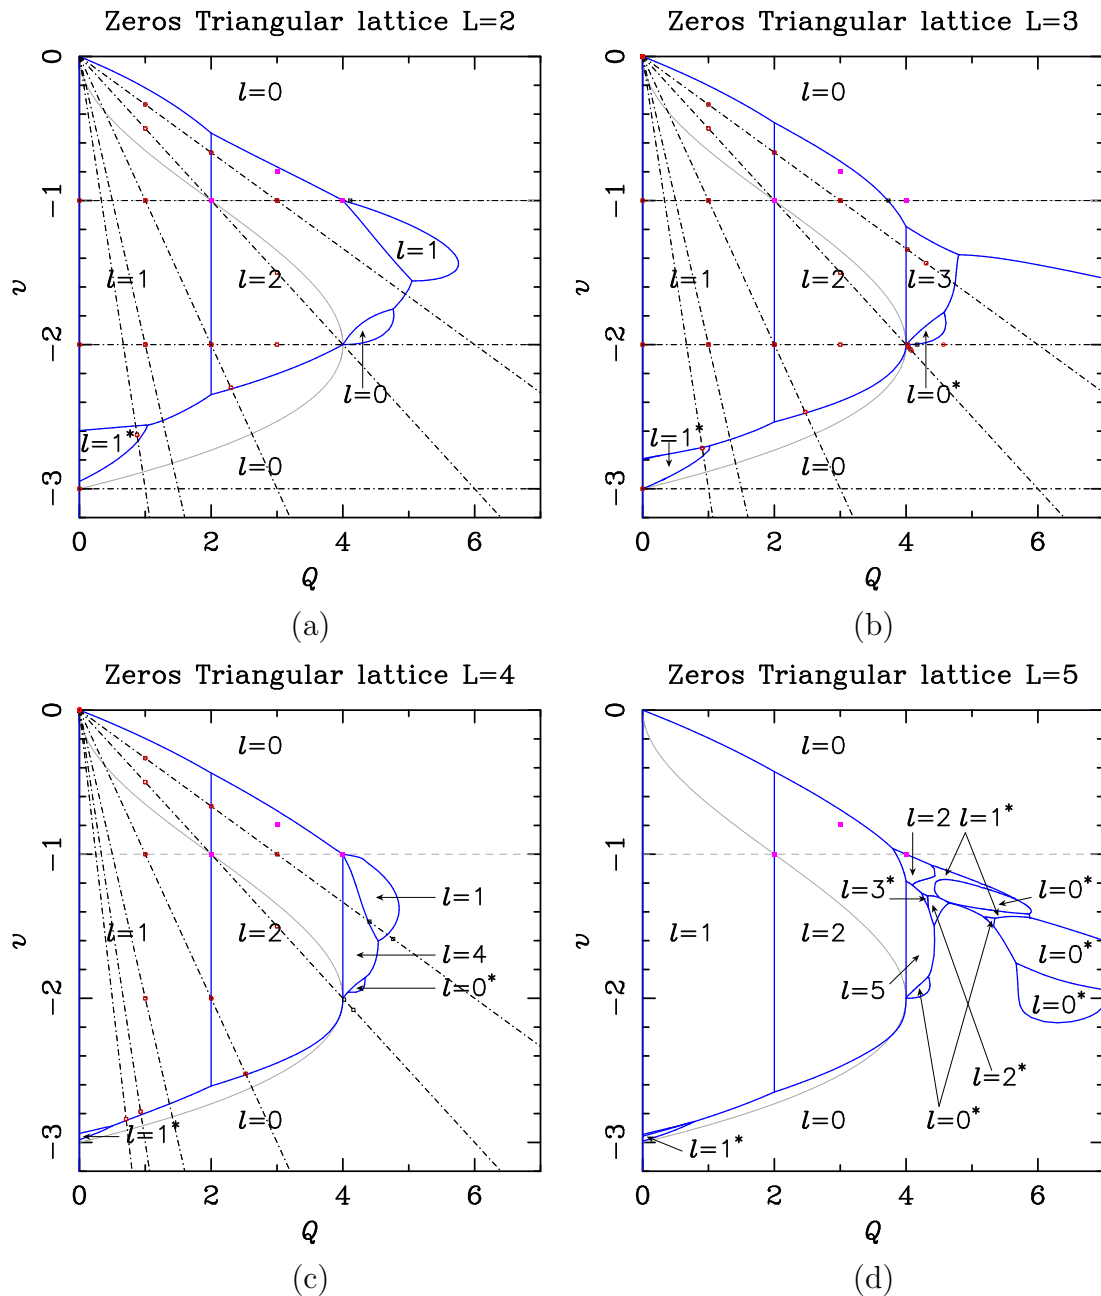 Zeros Triangular lattice L=2
0
−1
−2
−3
v
l=0
l=1
l=1
l=2
l=0
l=1*
l=0
0 2 4 6
Q
(a)
Zeros Triangular lattice L=3
0
−1
−2
−3
v
l=0
l=1
l=2
l=3
l=0*
l=1*
l=0
0 2 4 6
Q
(b)
Zeros Triangular lattice L=4
0
−1
−2
−3
v
l=0
l=1
l=1
l=2
l=4
l=0*
l=0
l=1*
0 2 4 6
Q
(c)
Zeros Triangular lattice L=5
0
−1
−2
−3
v
l=0
l=2 l=1*
l=3*
l=0*
l=1
l=2
l=0*
l=5
l=0*
l=2*
l=0
l=0*
l=1*
0 2 4 6
Q
(d)